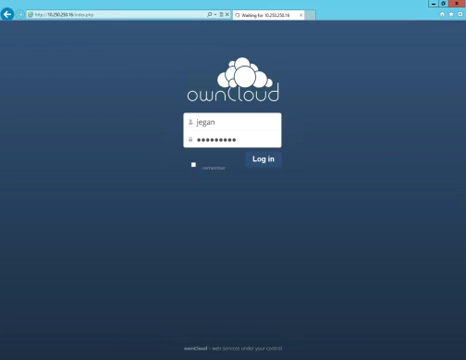 http://10.250.250.16/index.php
Waiting for 10.250.250.16
ownCloud
jegan
remember
Log in
ownCloud – web services under your control